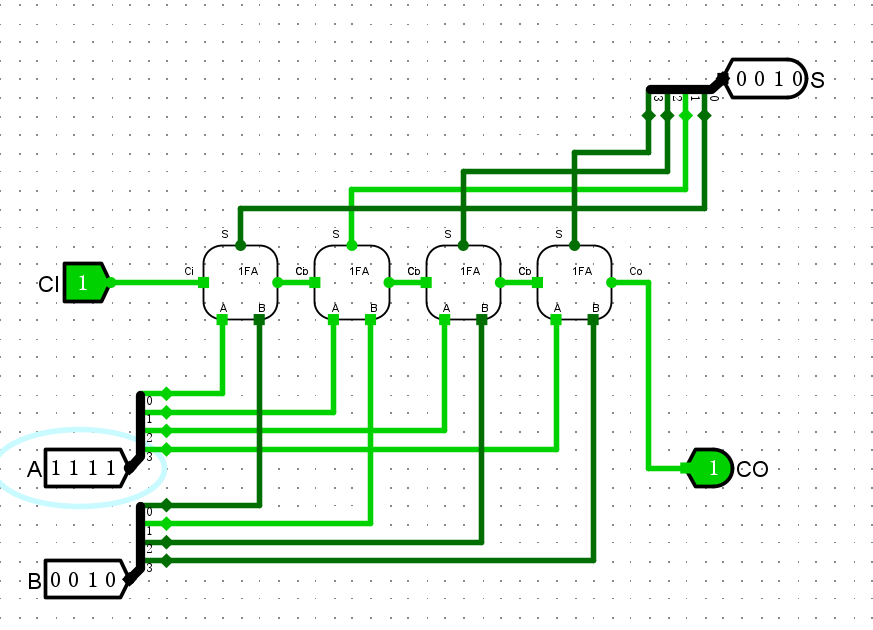 0 0 1 0 S
3 2 1 0
S S S S
Ci 1FA Cb 1FA Cb 1FA Cb 1FA Co
CI 1
A B A B A B A B
0
1
2
3
A 1 1 1 1
1 CO
0
1
2
3
B 0 0 1 0